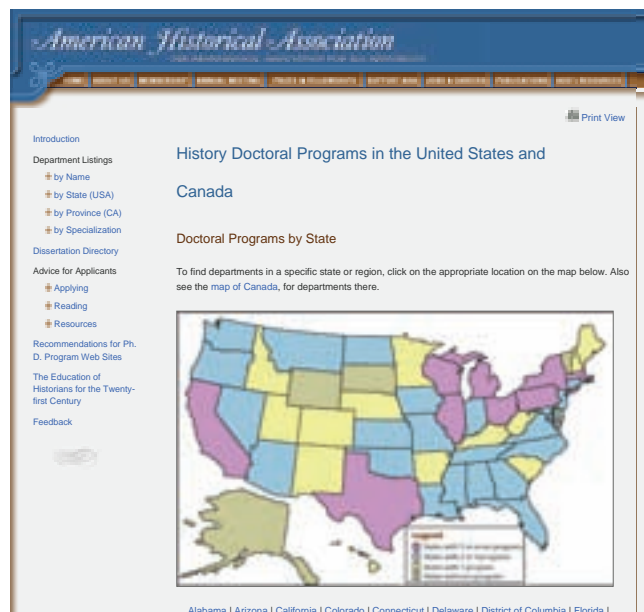 American Historical Association
Print View
Introduction
Department Listings
by Name
by State (USA)
by Province (CA)
by Specialization
Dissertation Directory
Advice for Applicants
Applying
Reading
Resources
Recommendations for Ph.
D. Program Web Sites
The Education of
Historians for the Twenty-
first Century
Feedback
History Doctoral Programs in the United States and
Canada
Doctoral Programs by State
To find departments in a specific state or region, click on the appropriate location on the map below. Also
see the map of Canada, for departments there.
Legend
Alabama | Arizona | California | Colorado | Connecticut | Delaware | District of Columbia | Florida |